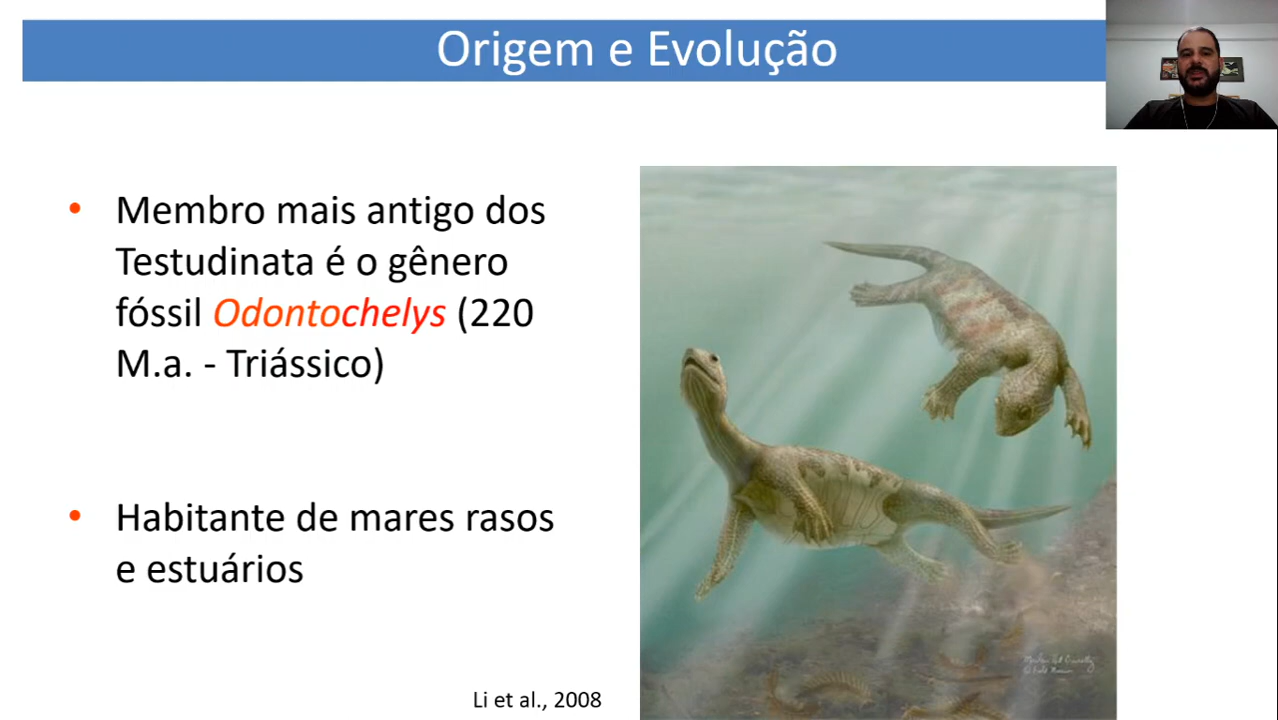 Origem e Evolução
• Membro mais antigo dos
Testudinata é o gênero
fóssil Odontochelys (220
M.a. - Triássico)
• Habitante de mares rasos
e estuários
Li et al., 2008